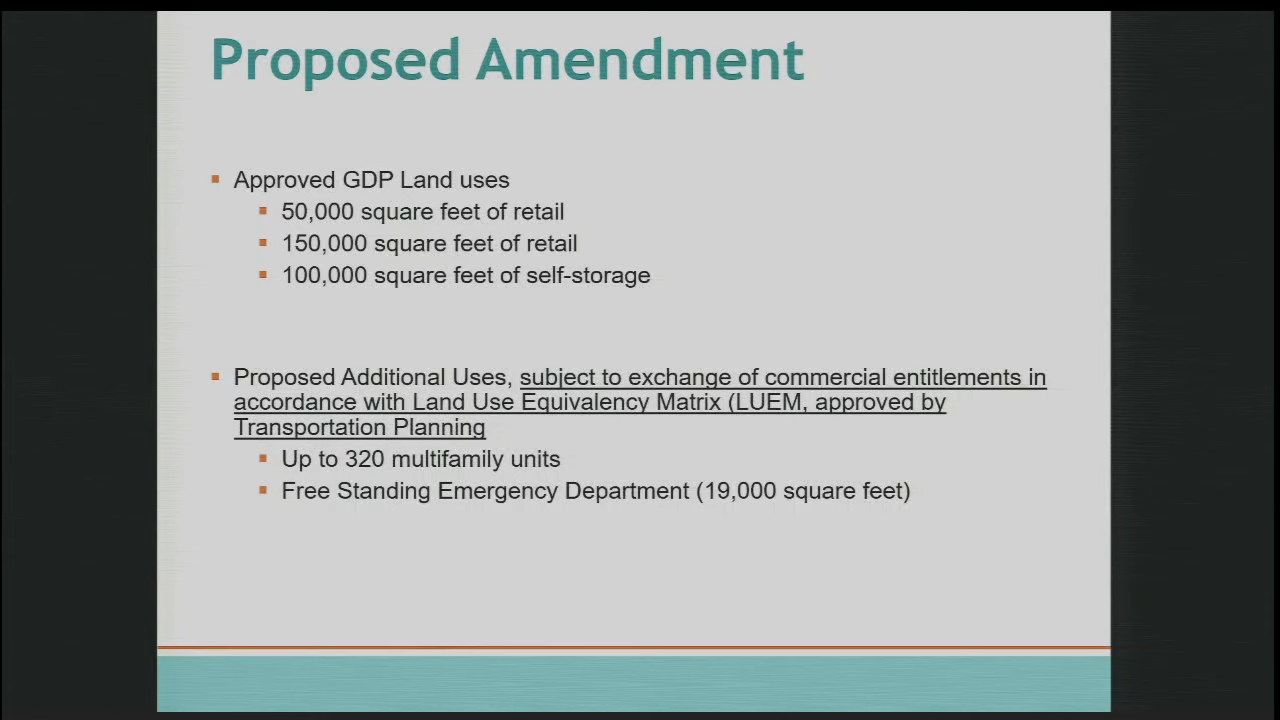 Proposed Amendment
Approved GDP Land uses
50,000 square feet of retail
150,000 square feet of retail
100,000 square feet of self-storage
Proposed Additional Uses, subject to exchange of commercial entitlements in
accordance with Land Use Equivalency Matrix (LUEM, approved by
Transportation Planning
Up to 320 multifamily units
Free Standing Emergency Department (19,000 square feet)